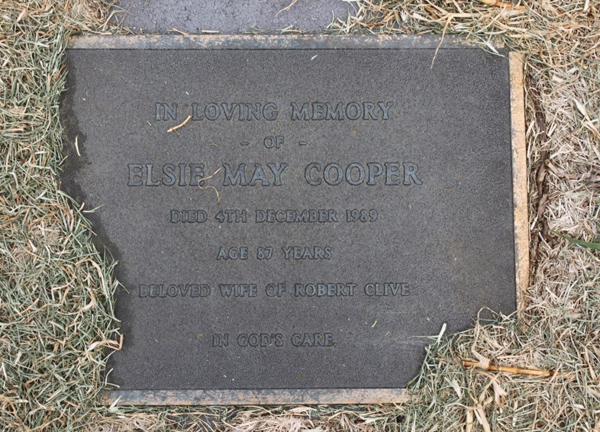 IN LOVING MEMORY
- OF -
ELSIE MAY COOPER
DIED 4TH DECEMBER 1989
AGE 87 YEARS
BELOVED WIFE OF ROBERT CLIVE
IN GOD'S CARE